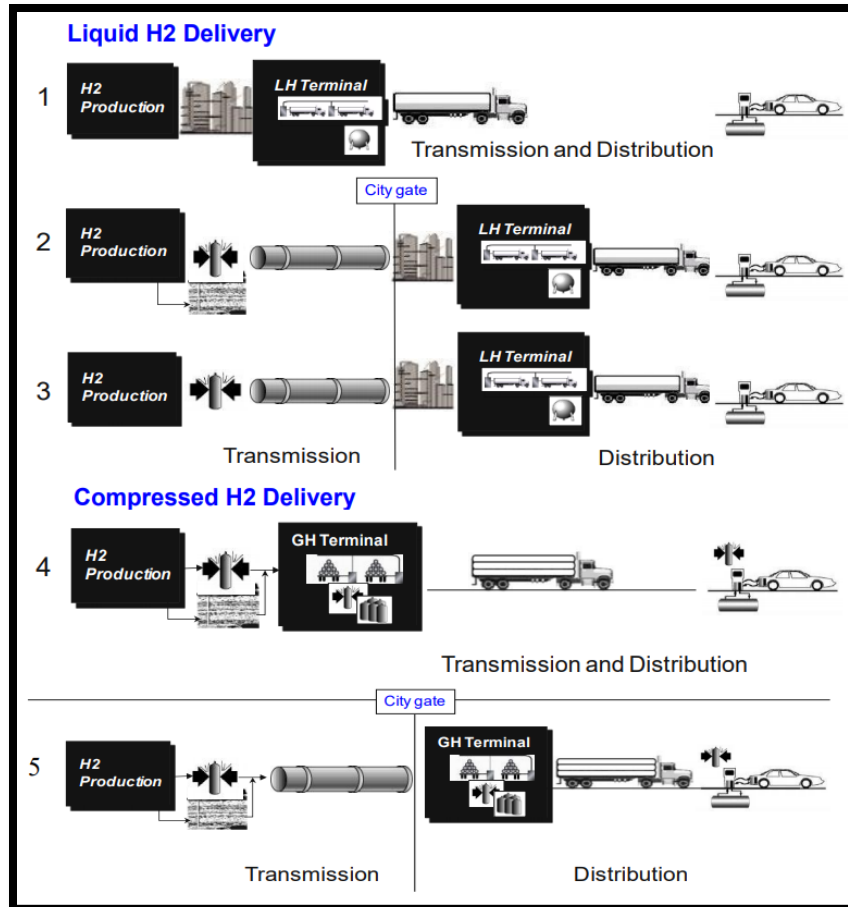 Liquid H2 Delivery
1
H2
Production
LH Terminal
Transmission and Distribution
City gate
2
H2
Production
LH Terminal
3
H2
Production
LH Terminal
Transmission
Distribution
Compressed H2 Delivery
4
H2
Production
GH Terminal
Transmission and Distribution
City gate
5
H2
Production
GH Terminal
Transmission
Distribution